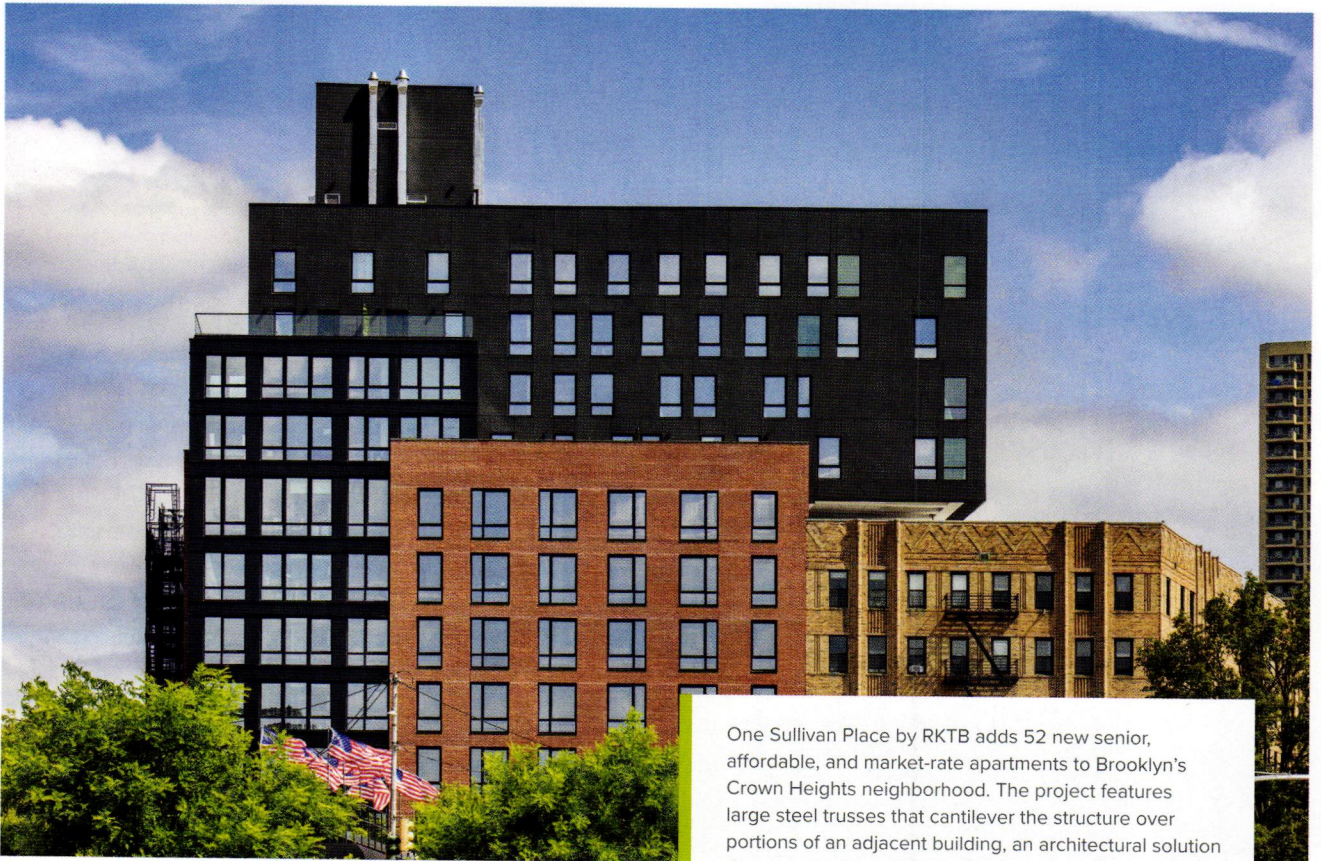 One Sullivan Place by RKTB adds 52 new senior,
affordable, and market-rate apartments to Brooklyn's
Crown Heights neighborhood. The project features
large steel trusses that cantilever the structure over
portions of an adjacent building, an architectural solution